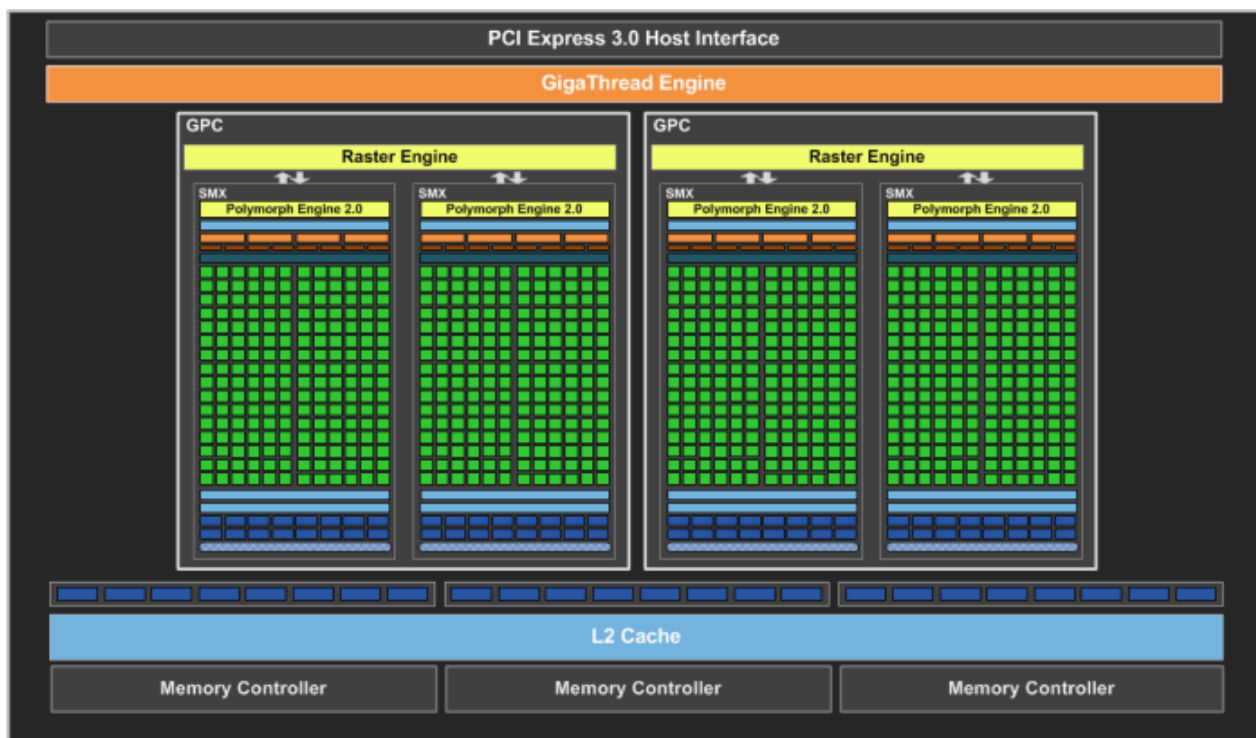 PCI Express 3.0 Host Interface
GigaThread Engine
GPC
GPC
Raster Engine
Raster Engine
SMX
SMX
SMX
SMX
Polymorph Engine 2.0
Polymorph Engine 2.0
Polymorph Engine 2.0
Polymorph Engine 2.0
L2 Cache
Memory Controller
Memory Controller
Memory Controller